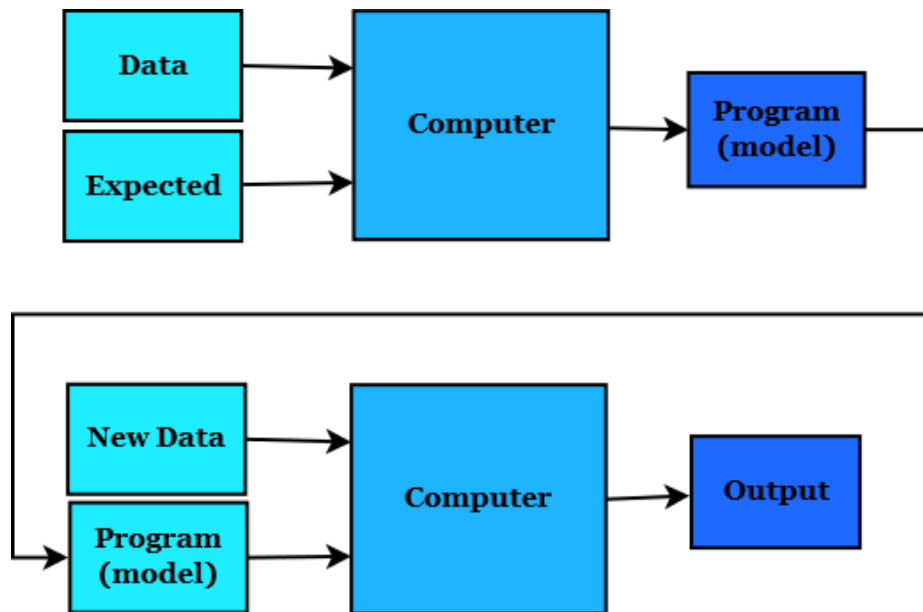 Data
Expected
Computer
Program
(model)
New Data
Program
(model)
Computer
Output